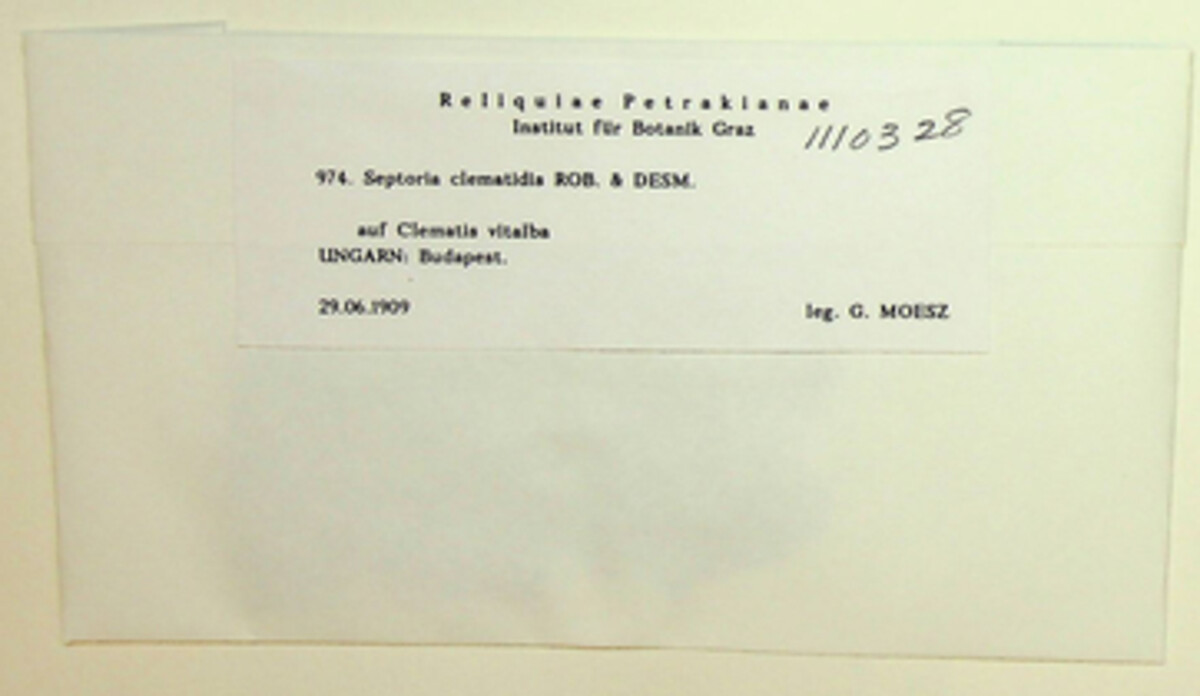 Reliquiae Petrakianae
Institut für Botanik Graz
1110328
974. Septoria clematidis ROB. & DESM.
auf Clematis vitalba
UNGARN: Budapest.
29.06.1909
leg. G. MOESZ